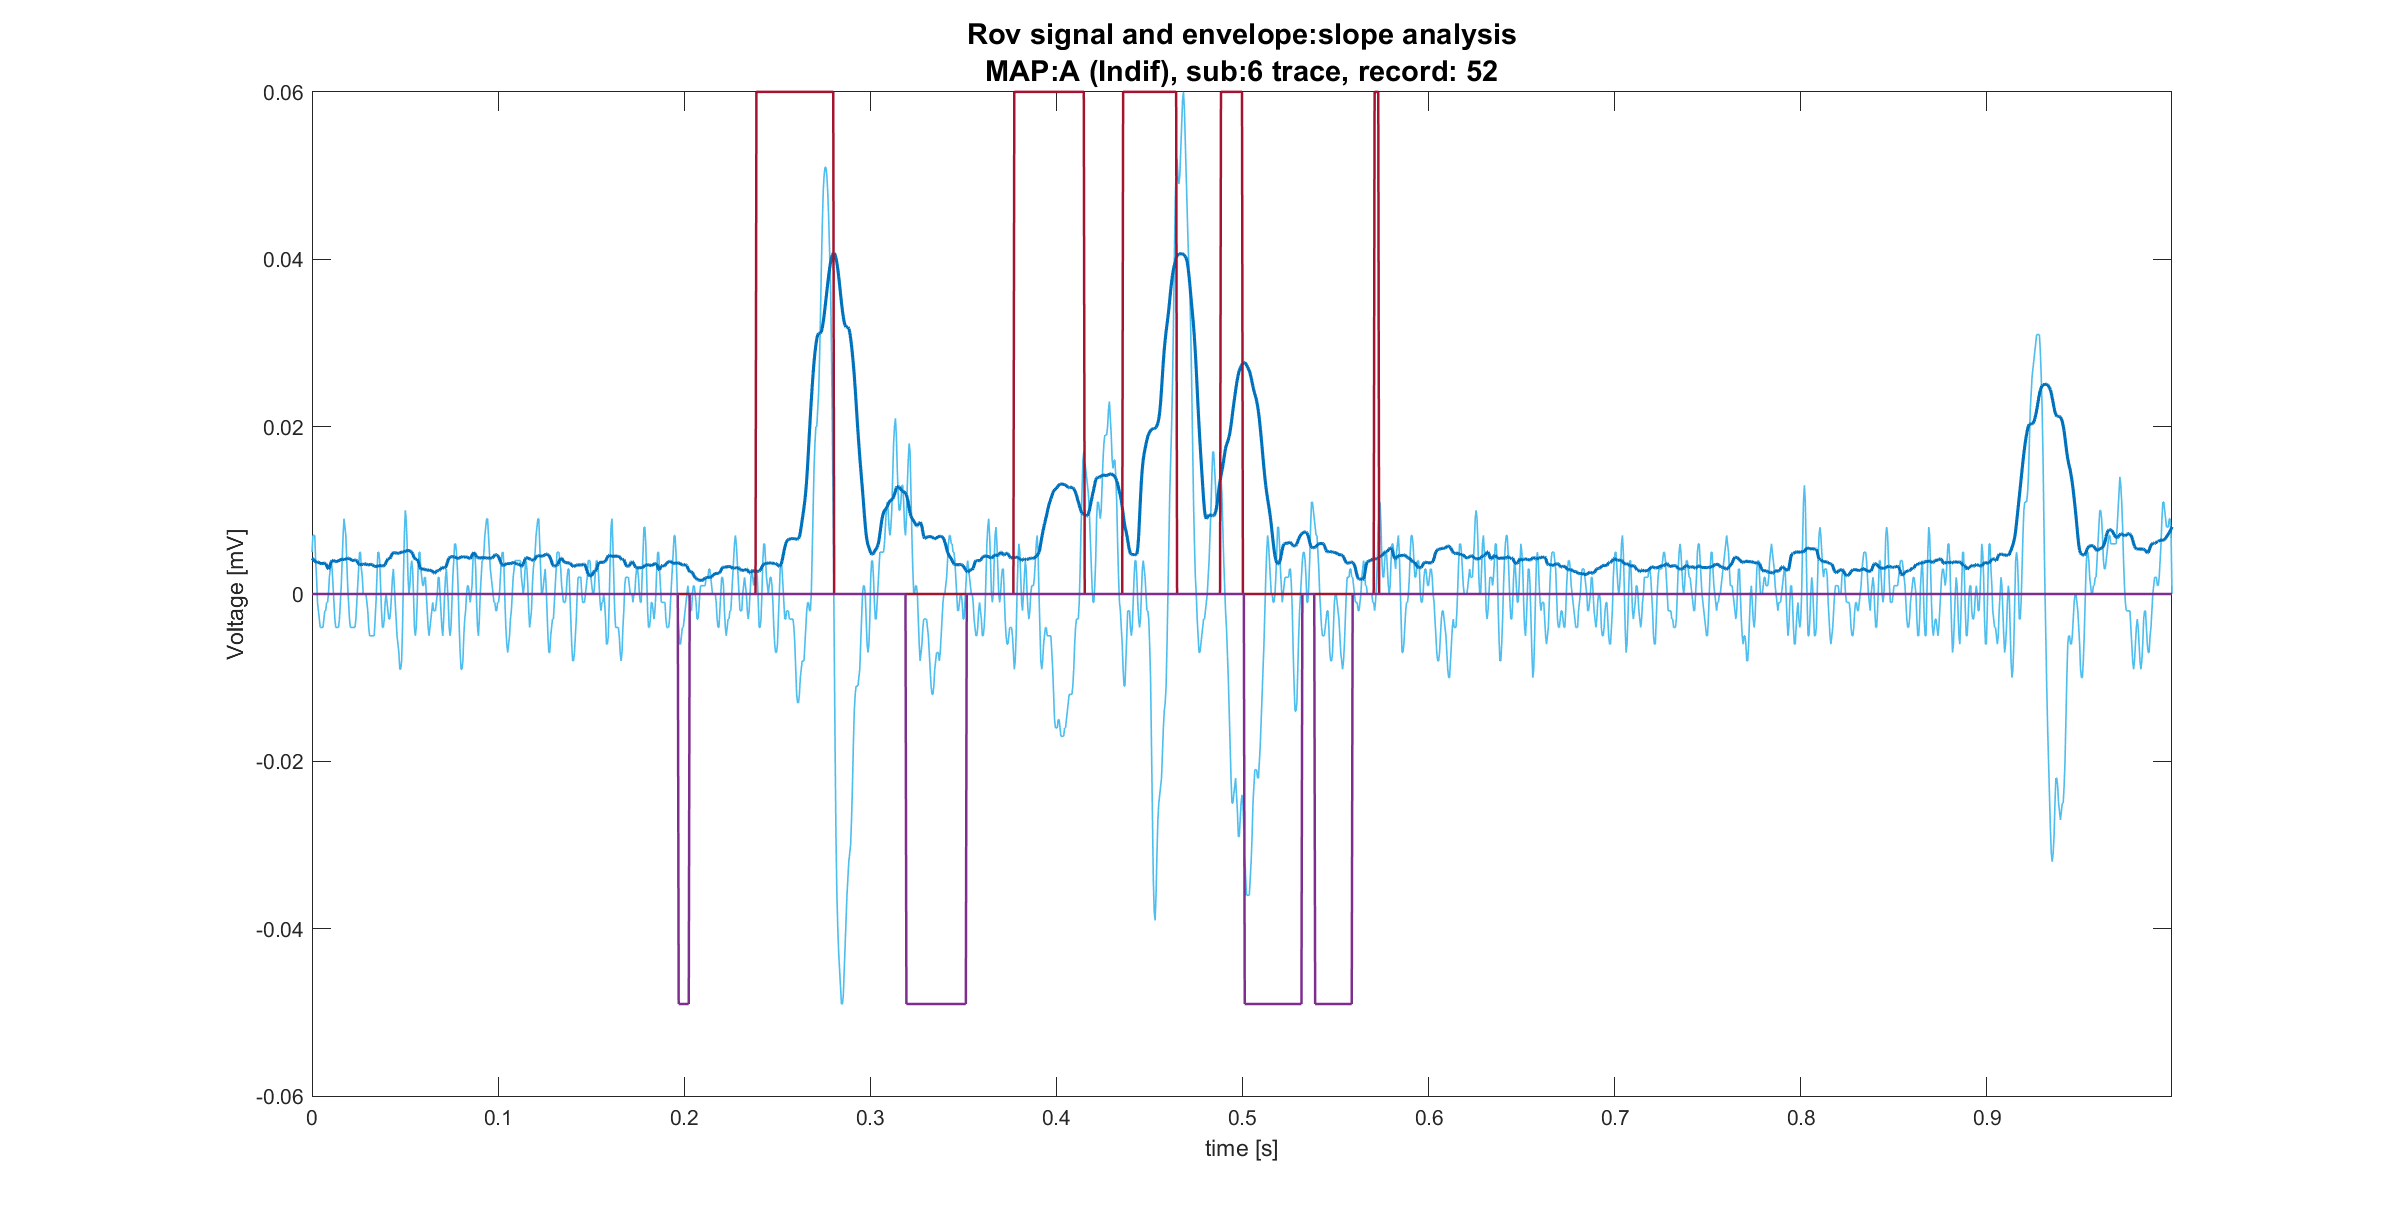 Rov signal and envelope:slope analysis
MAP:A (Indif), sub:6 trace, record: 52
0.06
0.04
0.02
0
-0.02
-0.04
-0.06
Voltage [mV]
0 0.1 0.2 0.3 0.4 0.5 0.6 0.7 0.8 0.9
time [s]